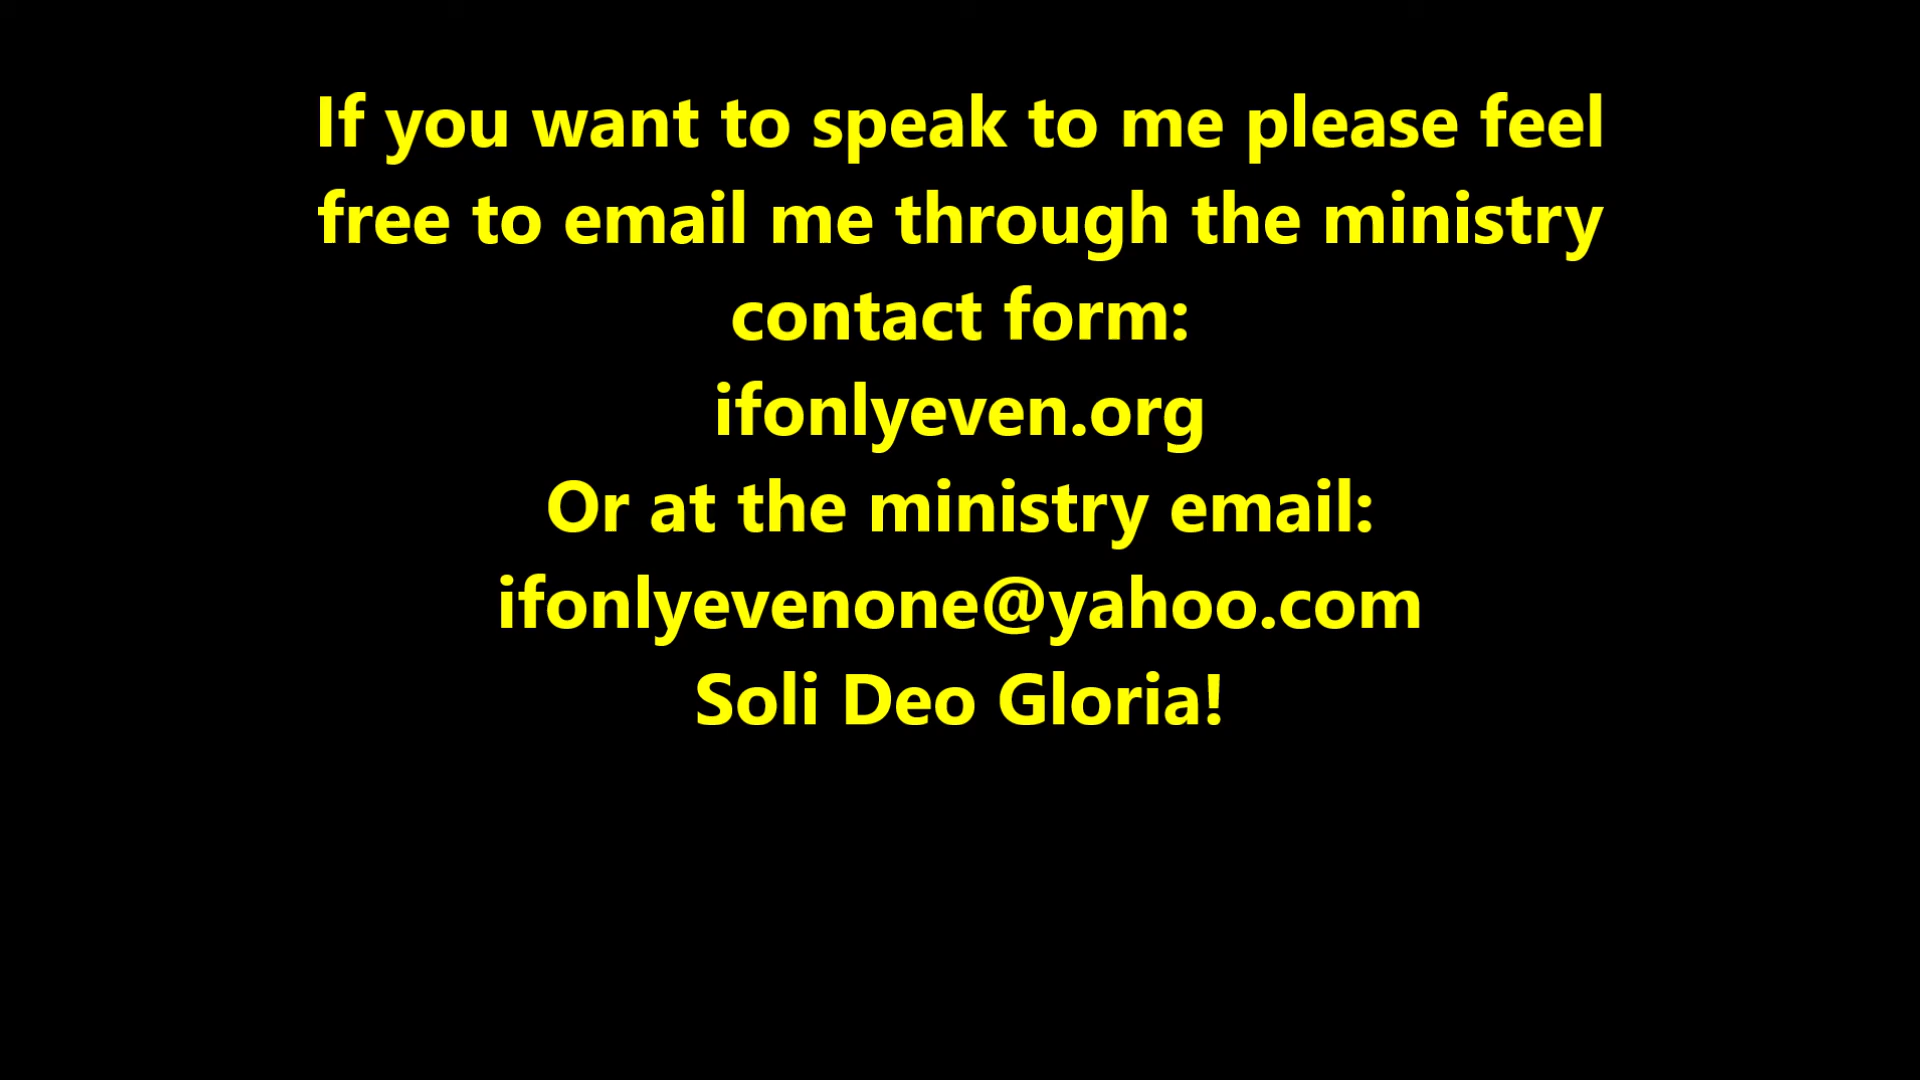 If you want to speak to me please feel
free to email me through the ministry
contact form:
ifonlyeven.org
Or at the ministry email:
ifonlyevenone@yahoo.com
Soli Deo Gloria!